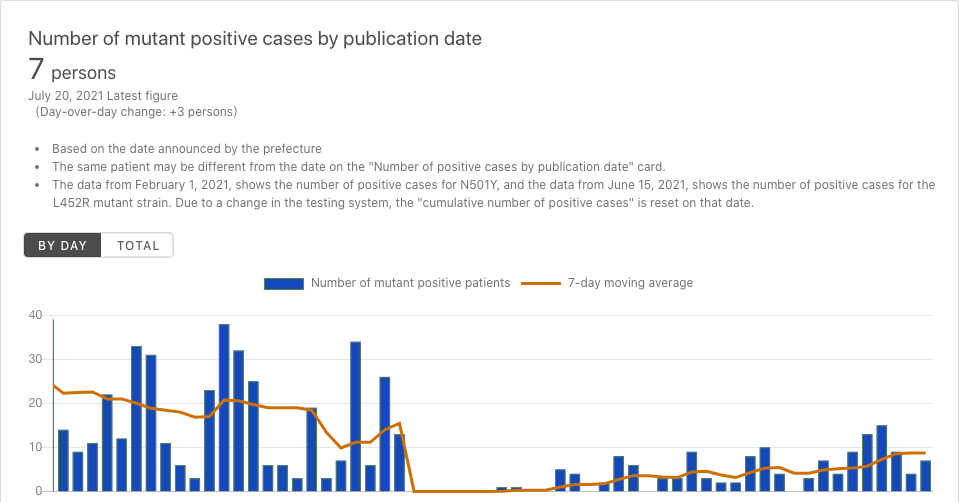 Number of mutant positive cases by publication date
7 persons
July 20, 2021 Latest figure
(Day-over-day change: +3 persons)
• Based on the date announced by the prefecture
• The same patient may be different from the date on the "Number of positive cases by publication date" card.
• The data from February 1, 2021, shows the number of positive cases for N501Y, and the data from June 15, 2021, shows the number of positive cases for the
L452R mutant strain. Due to a change in the testing system, the "cumulative number of positive cases" is reset on that date.
BY DAY TOTAL
Number of mutant positive patients 7-day moving average
40
30
20
10
0